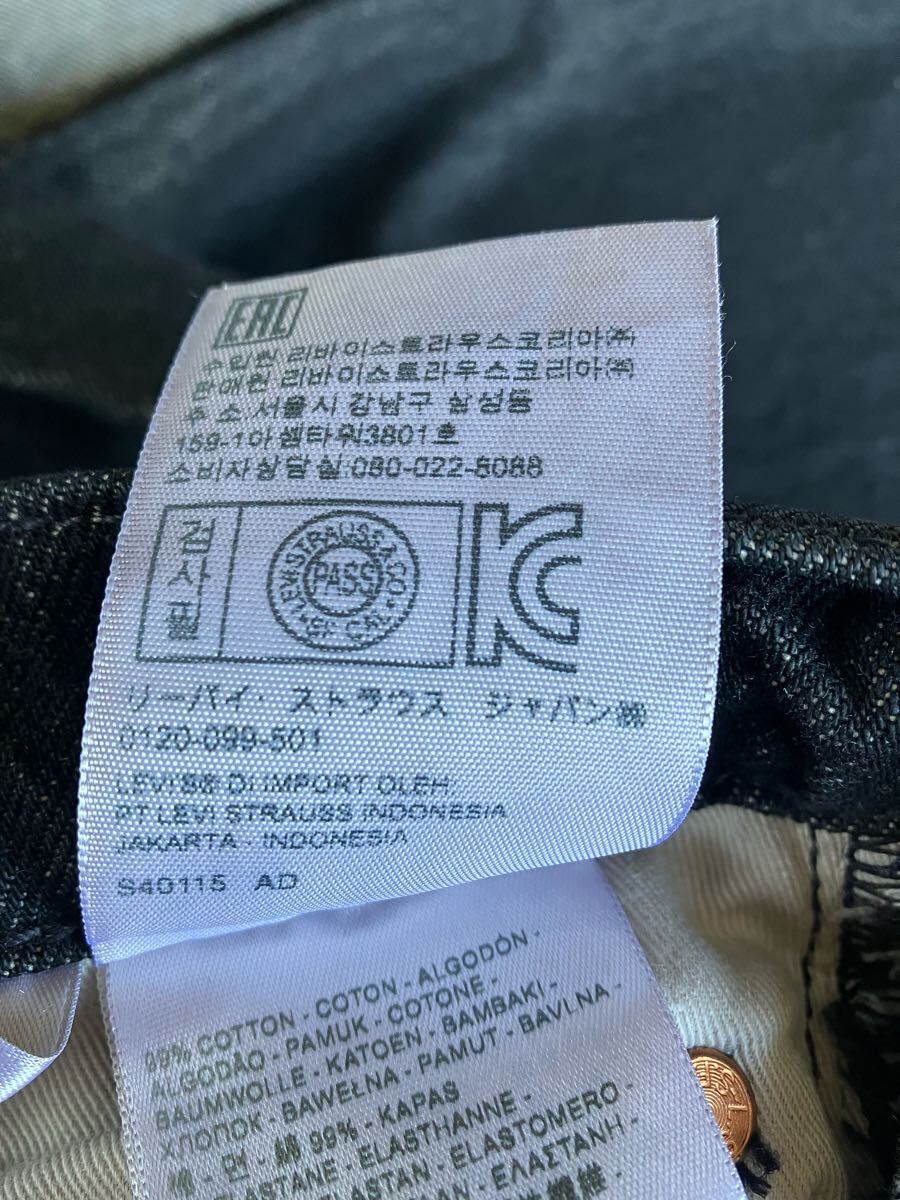 EAC
수입원 리바이스트라우스코리아(주)
판매원 리바이스트라우스코리아(주)
주소 서울시 강남구 삼성동
159-1아셈타워3801호
소비자상담실 080-022-8088
검사필
LEVI STRAUSS & CO.
PASS
리ーバイ・ストラウス ジャパン㈱
0120-099-501
LEVI'S® DI IMPORT OLEH
PT LEVI STRAUSS INDONESIA
JAKARTA - INDONESIA
S40115 AD
99% COTTON - COTON - ALGODÓN -
ALGODÃO - PAMUK - COTONE -
BAUMWOLLE - KATOEN - BAMBAKI -
ХЛОПОК - BAWEŁNA - PAMUT - BAVLNA -
棉 - 면 - 綿 99% - KAPAS
ELASTANE - ELASTHANNE -
ELASTAN - ELASTOMERO -
ΕΛΑΣΤΑΝΗ -